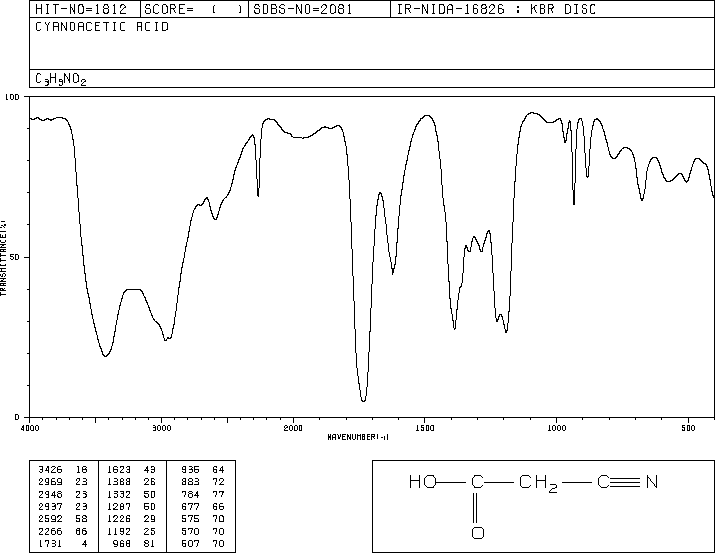 HIT-NO=1812 SCORE= ( ) SDBS-NO=2081 IR-NIDA-16826 : KBR DISC
CYANOACETIC ACID
C3H3NO2
100
50
0
TRANSMITTANCE(%)
4000 3000 2000 1500 1000 500
WAVENUMBER(-1)
3426 18 1623 43 936 64
2969 23 1388 26 883 72
2948 23 1332 50 784 77
2937 23 1287 50 677 66
2592 58 1226 29 575 70
2266 66 1192 25 570 70
1731 4 968 81 507 70
HO C CH2 C N
O